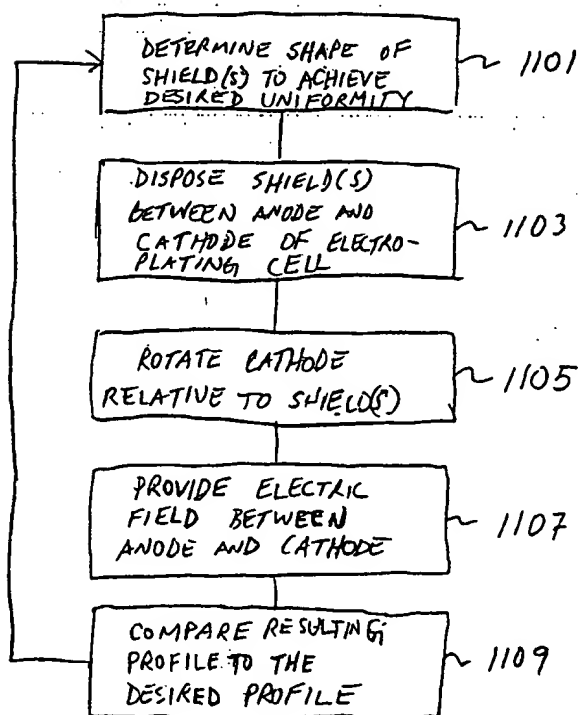 DETERMINE SHAPE OF
SHIELD(S) TO ACHIEVE
DESIRED UNIFORMITY
1101
DISPOSE SHIELD(S)
BETWEEN ANODE AND
CATHODE OF ELECTRO-
PLATING CELL
1103
ROTATE CATHODE
RELATIVE TO SHIELD(S)
1105
PROVIDE ELECTRIC
FIELD BETWEEN
ANODE AND CATHODE
1107
COMPARE RESULTING
PROFILE TO THE
DESIRED PROFILE
1109